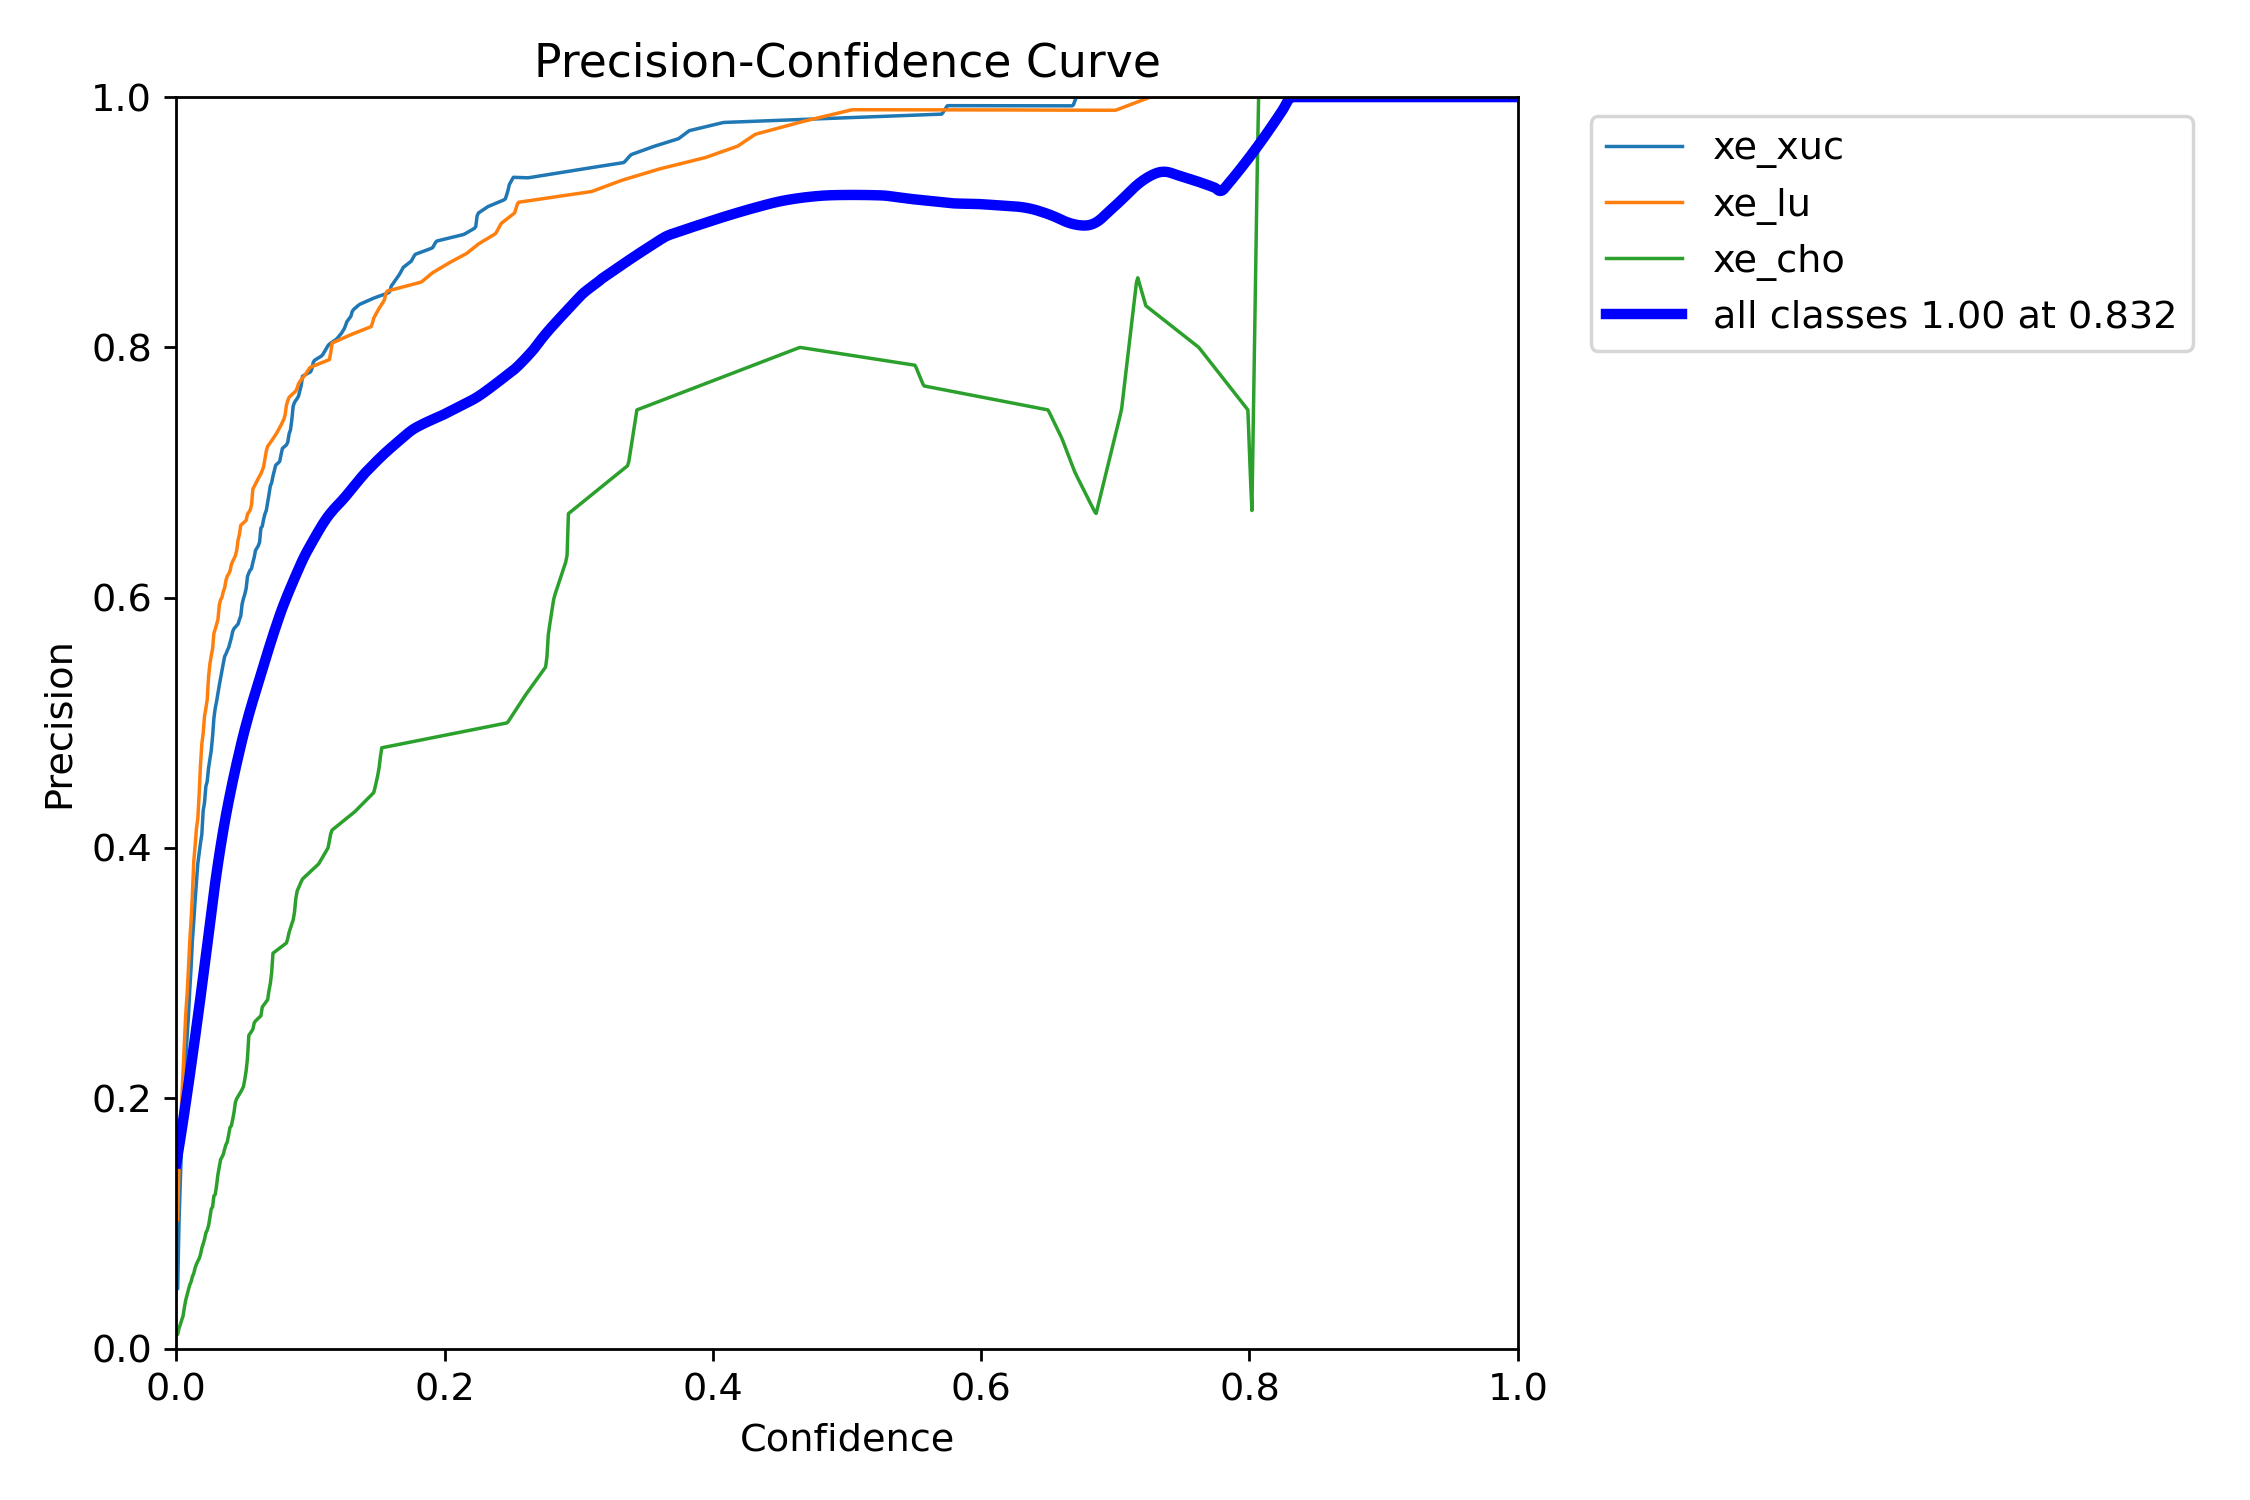 Precision-Confidence Curve
1.0
0.8
0.6
0.4
0.2
0.0
Precision
0.0 0.2 0.4 0.6 0.8 1.0
Confidence
xe_xuc
xe_lu
xe_cho
all classes 1.00 at 0.832